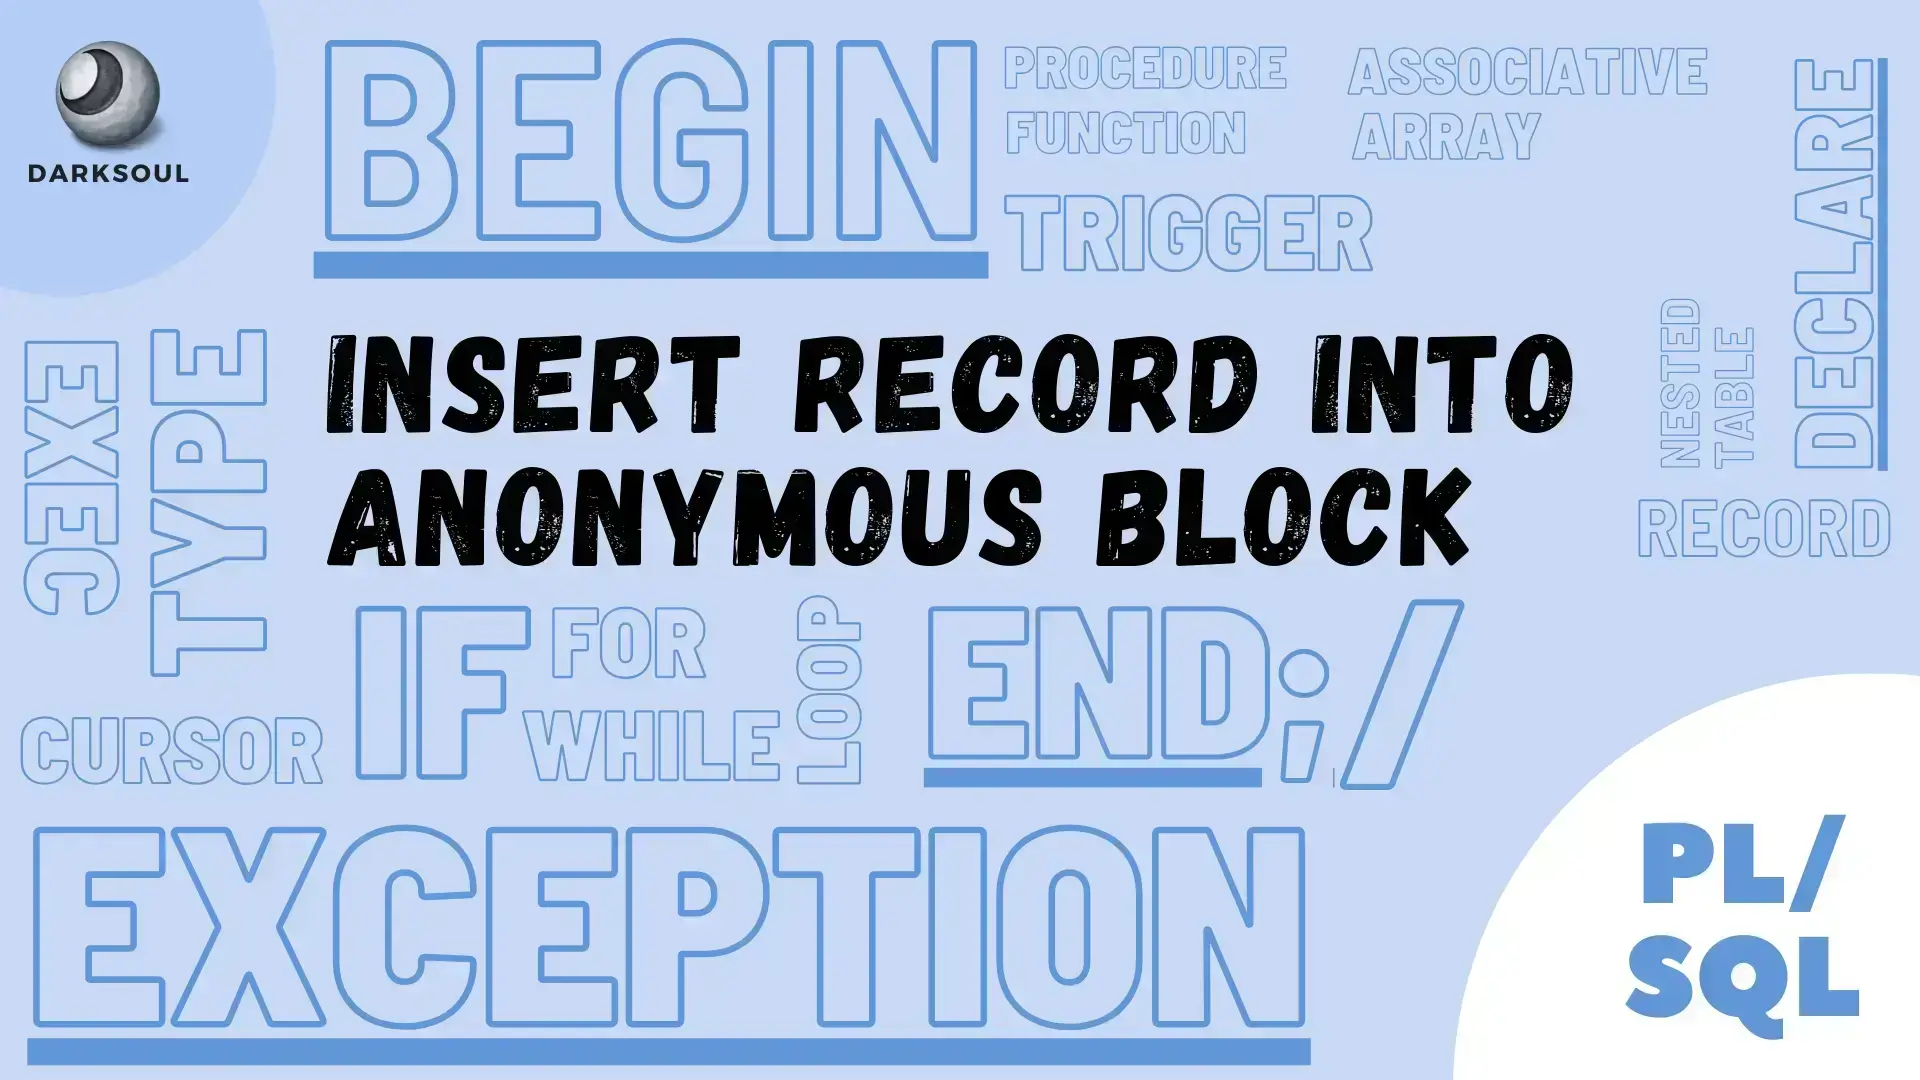 DARKSOUL
BEGIN
PROCEDURE
FUNCTION
TRIGGER
ASSOCIATIVE
ARRAY
DECLARE
NESTED
TABLE
RECORD
EXEC
TYPE
INSERT RECORD INTO
ANONYMOUS BLOCK
CURSOR
IF
FOR
WHILE
LOOP
END;/
EXCEPTION
PL/
SQL